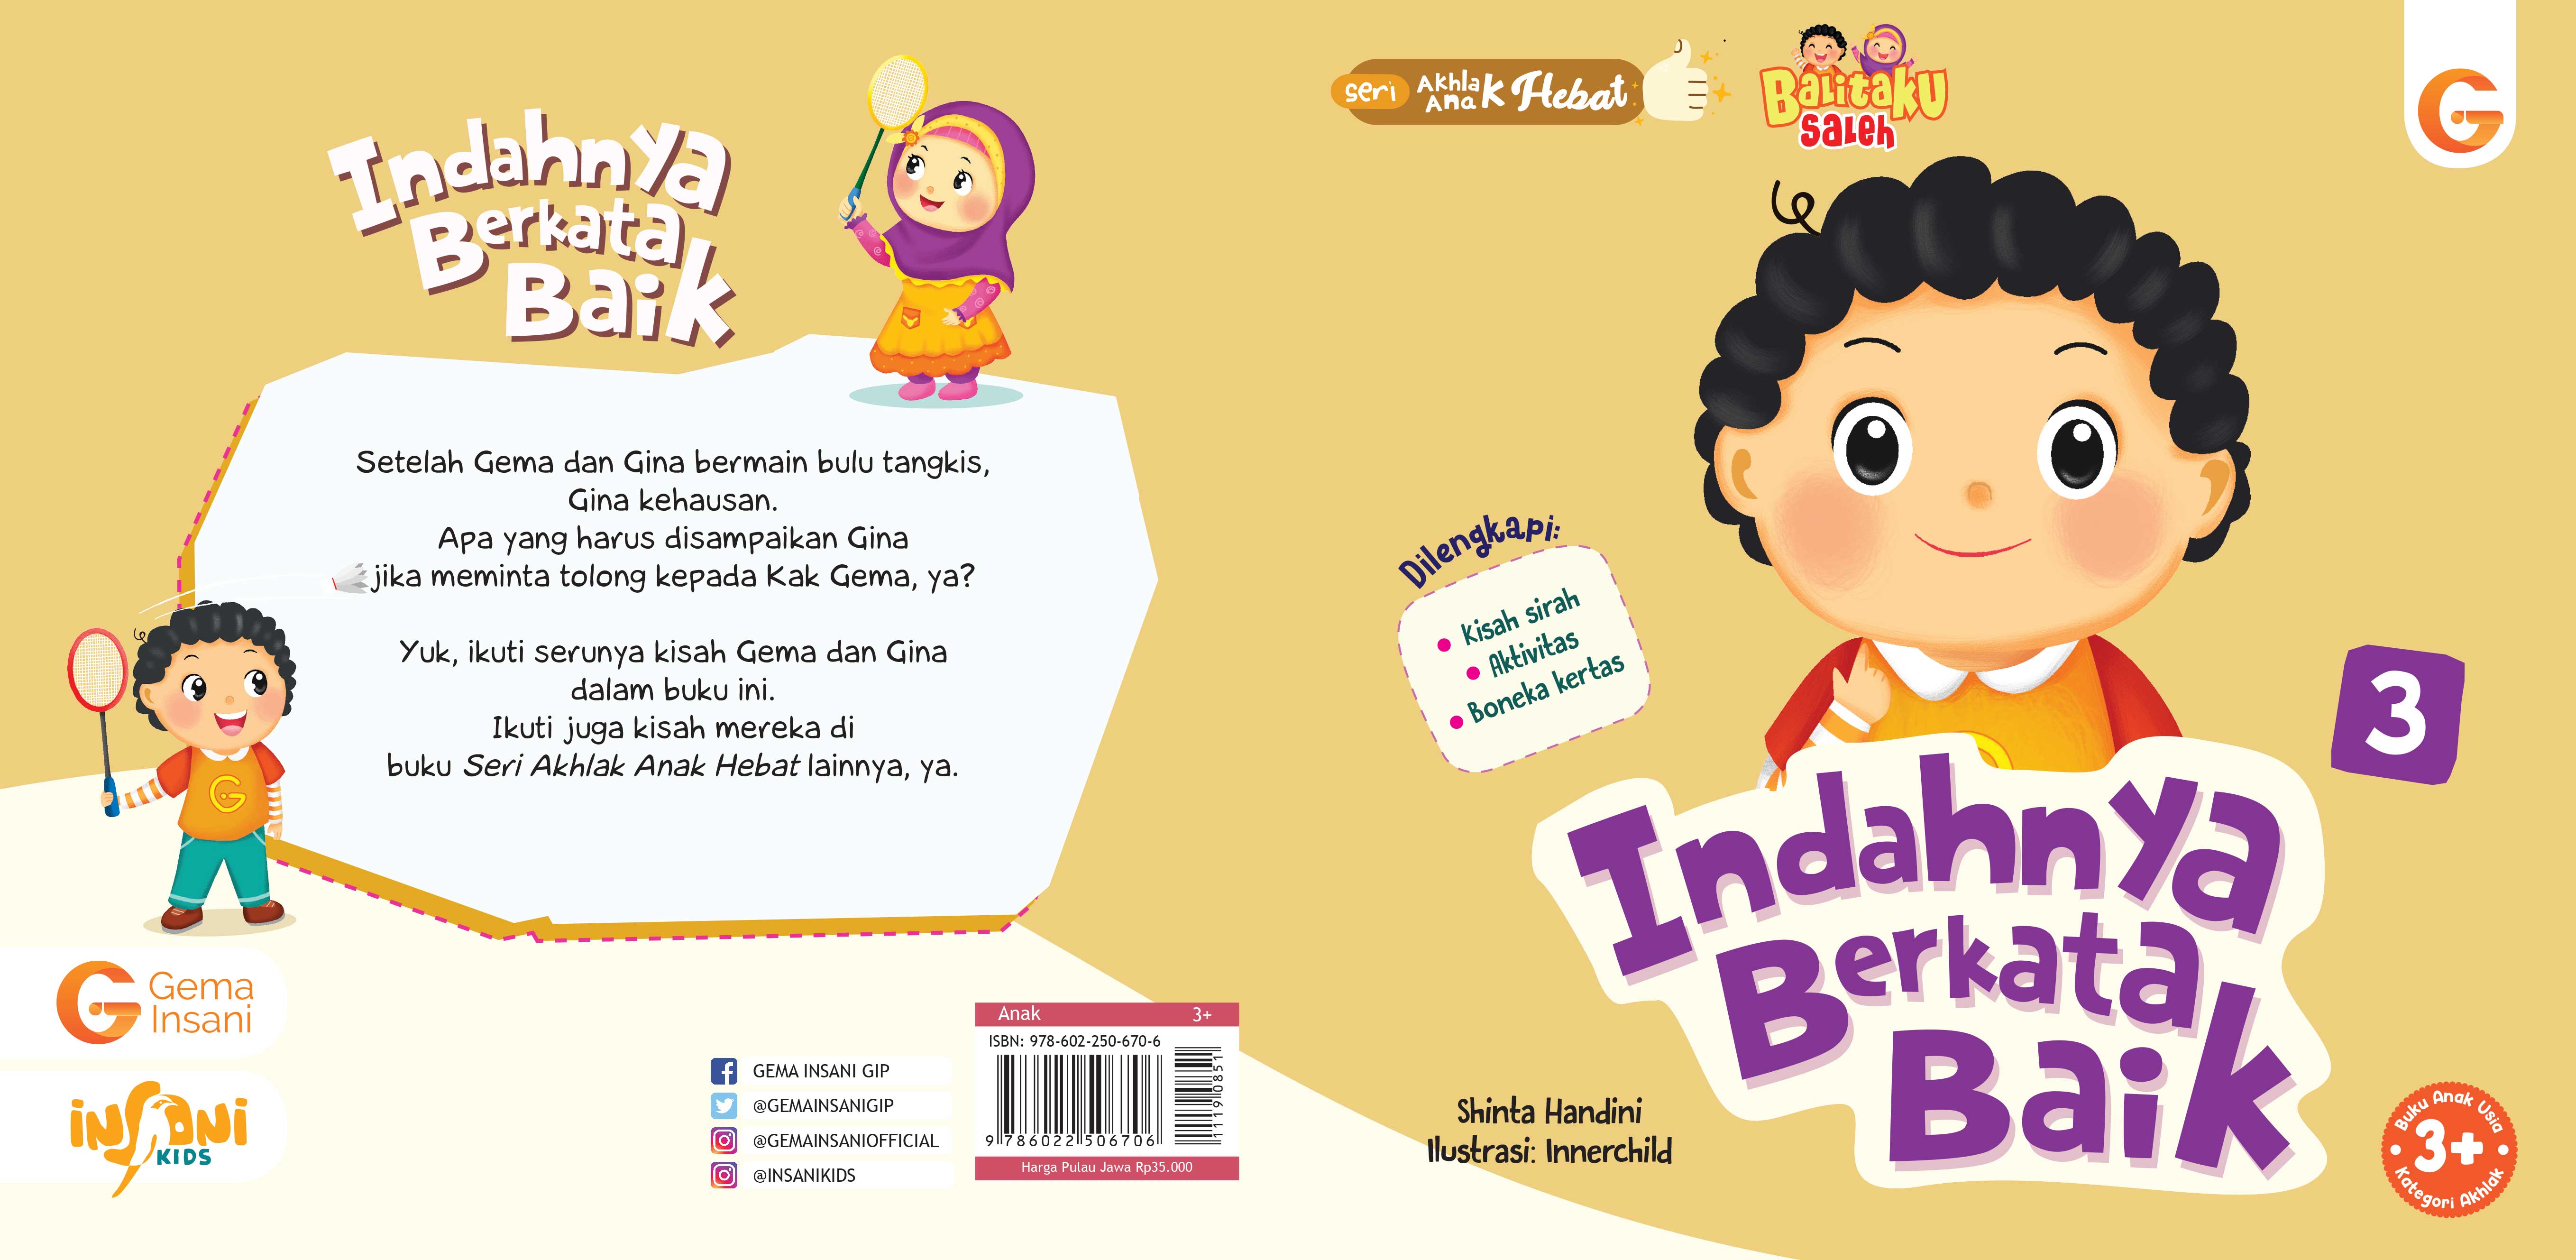 Indahnya
Berkata
Baik
Setelah Gema dan Gina bermain bulu tangkis,
Gina kehausan.
Apa yang harus disampaikan Gina
jika meminta tolong kepada Kak Gema, ya?
Yuk, ikuti serunya kisah Gema dan Gina
dalam buku ini.
Ikuti juga kisah mereka di
buku Seri Akhlak Anak Hebat lainnya, ya.
Gema
Insani
iNSANi
KIDS
GEMA INSANI GIP
@GEMAINSANIGIP
@GEMAINSANIOFFICIAL
@INSANIKIDS
Anak 3+
ISBN: 978-602-250-670-6
9 786022 506706
11190851
Harga Pulau Jawa Rp35.000
seri Akhlak Anak Hebat
Balitaku
Saleh
G
Dilengkapi:
• Kisah sirah
• Aktivitas
• Boneka kertas
3
Indahnya
Berkata
Baik
Shinta Handini
Ilustrasi: Innerchild
Buku Anak Usia
3+
Kategori Akhlak